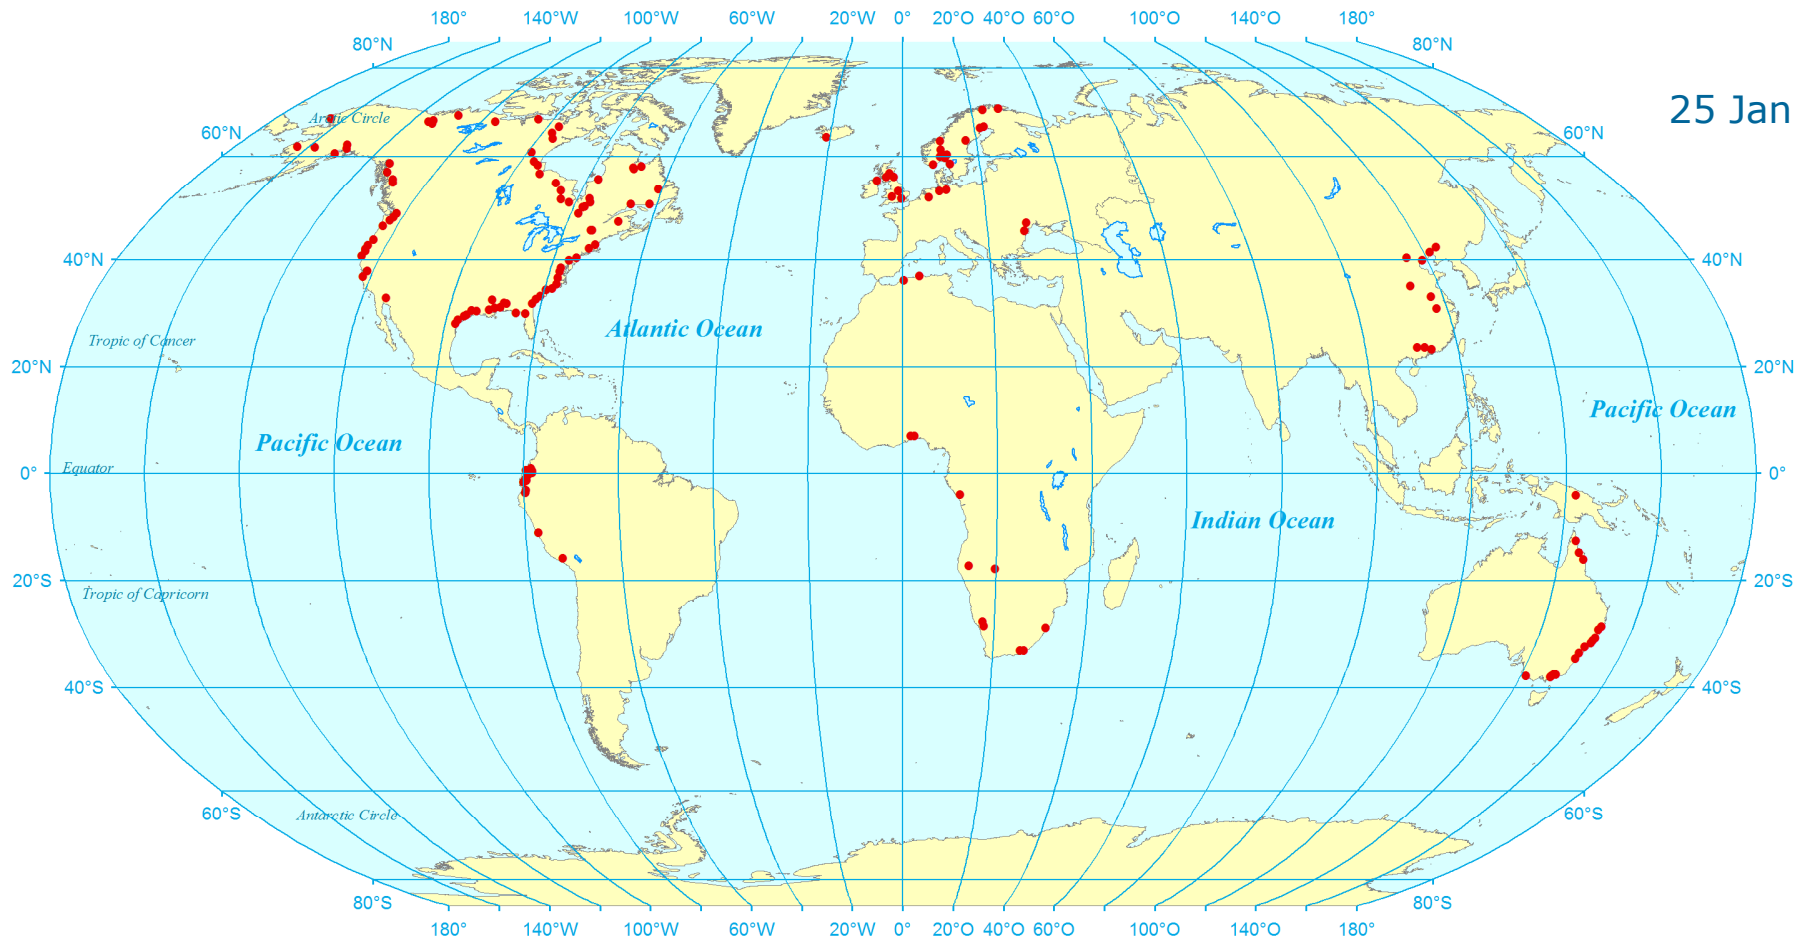 180° 140°W 100°W 60°W 20°W 0° 20°O 40°O 60°O 100°O 140°O 180°
80°N 80°N
25 Jan
Arctic Circle
60°N 60°N
40°N 40°N
Atlantic Ocean
Tropic of Cancer
20°N 20°N
Pacific Ocean
Pacific Ocean
Equator
0° 0°
Indian Ocean
20°S 20°S
Tropic of Capricorn
40°S 40°S
60°S 60°S
Antarctic Circle
80°S 80°S
180° 140°W 100°W 60°W 20°W 0° 20°O 40°O 60°O 100°O 140°O 180°